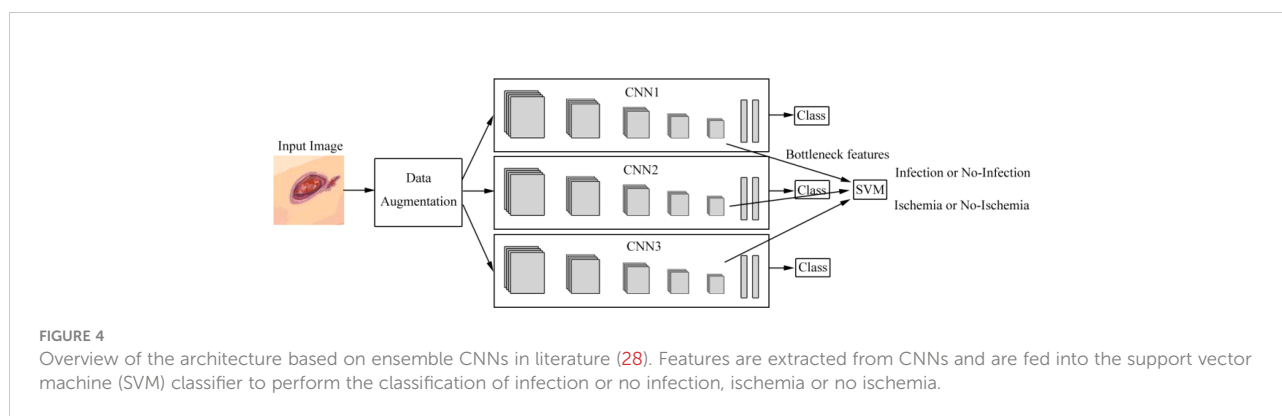 CNN1
Class
Input Image
Bottleneck features
Data
Augmentation
CNN2
Infection or No-Infection
Class
SVM
Ischemia or No-Ischemia
CNN3
Class
FIGURE 4
Overview of the architecture based on ensemble CNNs in literature (28). Features are extracted from CNNs and are fed into the support vector
machine (SVM) classifier to perform the classification of infection or no infection, ischemia or no ischemia.